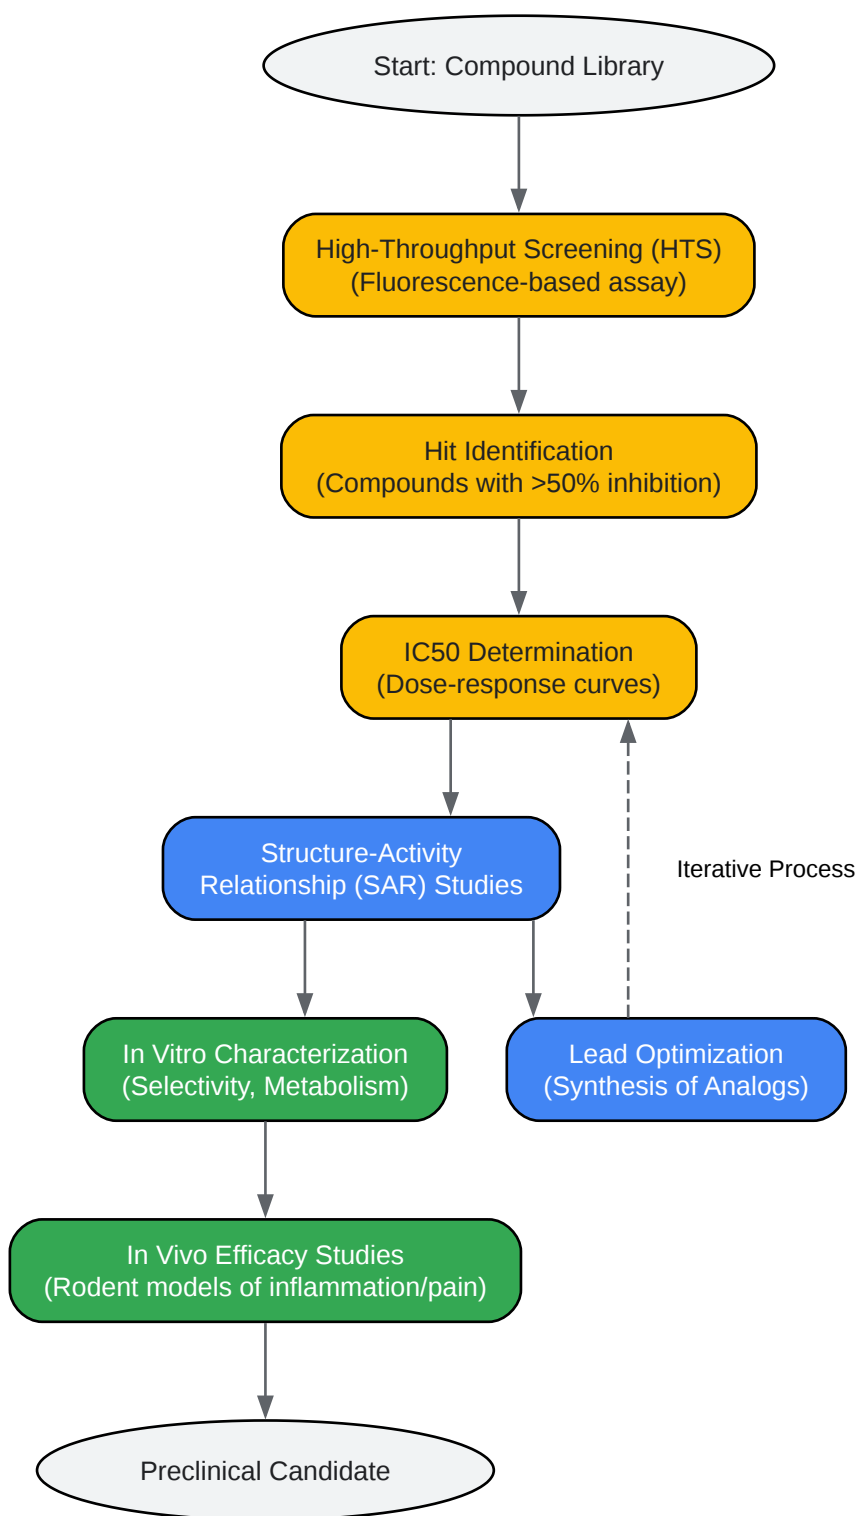 Start: Compound Library
High-Throughput Screening (HTS)
(Fluorescence-based assay)
Hit Identification
(Compounds with >50% inhibition)
IC50 Determination
(Dose-response curves)
Structure-Activity
Relationship (SAR) Studies
Iterative Process
In Vitro Characterization
(Selectivity, Metabolism)
Lead Optimization
(Synthesis of Analogs)
In Vivo Efficacy Studies
(Rodent models of inflammation/pain)
Preclinical Candidate